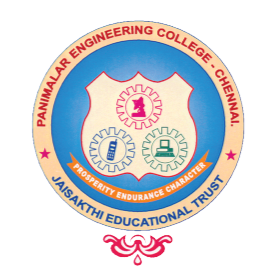 PANIMALAR ENGINEERING COLLEGE - CHENNAI.
PROSPERITY ENDURANCE CHARACTER
JAISAKTHI EDUCATIONAL TRUST